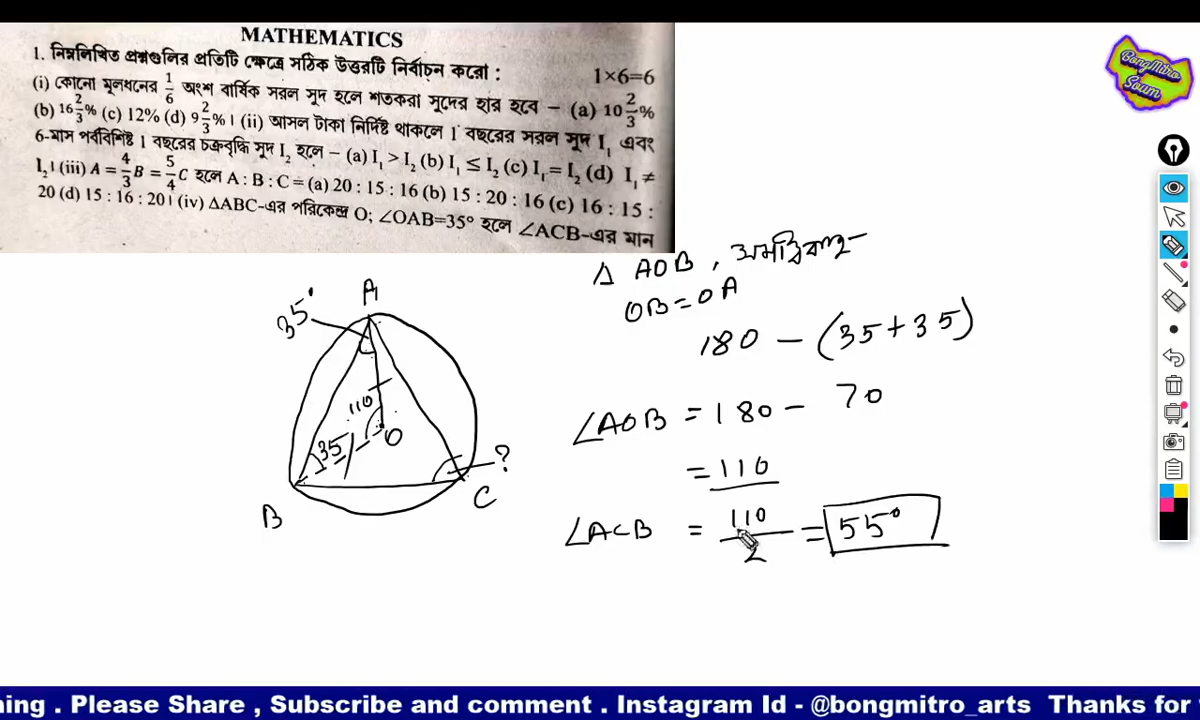 MATHEMATICS
1. নিম্নলিখিত প্রশ্নগুলির প্রতিটি ক্ষেত্রে সঠিক উত্তরটি নির্বাচন করো : 1×6=6
(i) কোনো মূলধনের 1/6 অংশ বার্ষিক সরল সুদ হলে শতকরা সুদের হার হবে – (a) 10 2/3%
(b) 16 2/3% (c) 12% (d) 9 2/3% । (ii) আসল টাকা নির্দিষ্ট থাকলে 1 বছরের সরল সুদ I₁ এবং
6-মাস পর্ববিশিষ্ট 1 বছরের চক্রবৃদ্ধি সুদ I₂ হলে – (a) I₁ > I₂ (b) I₁ ≤ I₂ (c) I₁ = I₂ (d) I₁ ≠
I₂। (iii) A = 4/3 B = 5/4 C হলে A : B : C = (a) 20 : 15 : 16 (b) 15 : 20 : 16 (c) 16 : 15 :
20 (d) 15 : 16 : 20। (iv) ΔABC-এর পরিকেন্দ্র O; ∠OAB=35° হলে ∠ACB-এর মান
BongMitro
Soam
Δ AOB , সমদ্বিবাহু
OB = OA
180 – (35+35)
∠AOB = 180 – 70
= 110
∠ACB = 110/2 = 55°
A
35°
110
35
O
?
B
C
ning . Please Share , Subscribe and comment . Instagram Id - @bongmitro_arts Thanks for